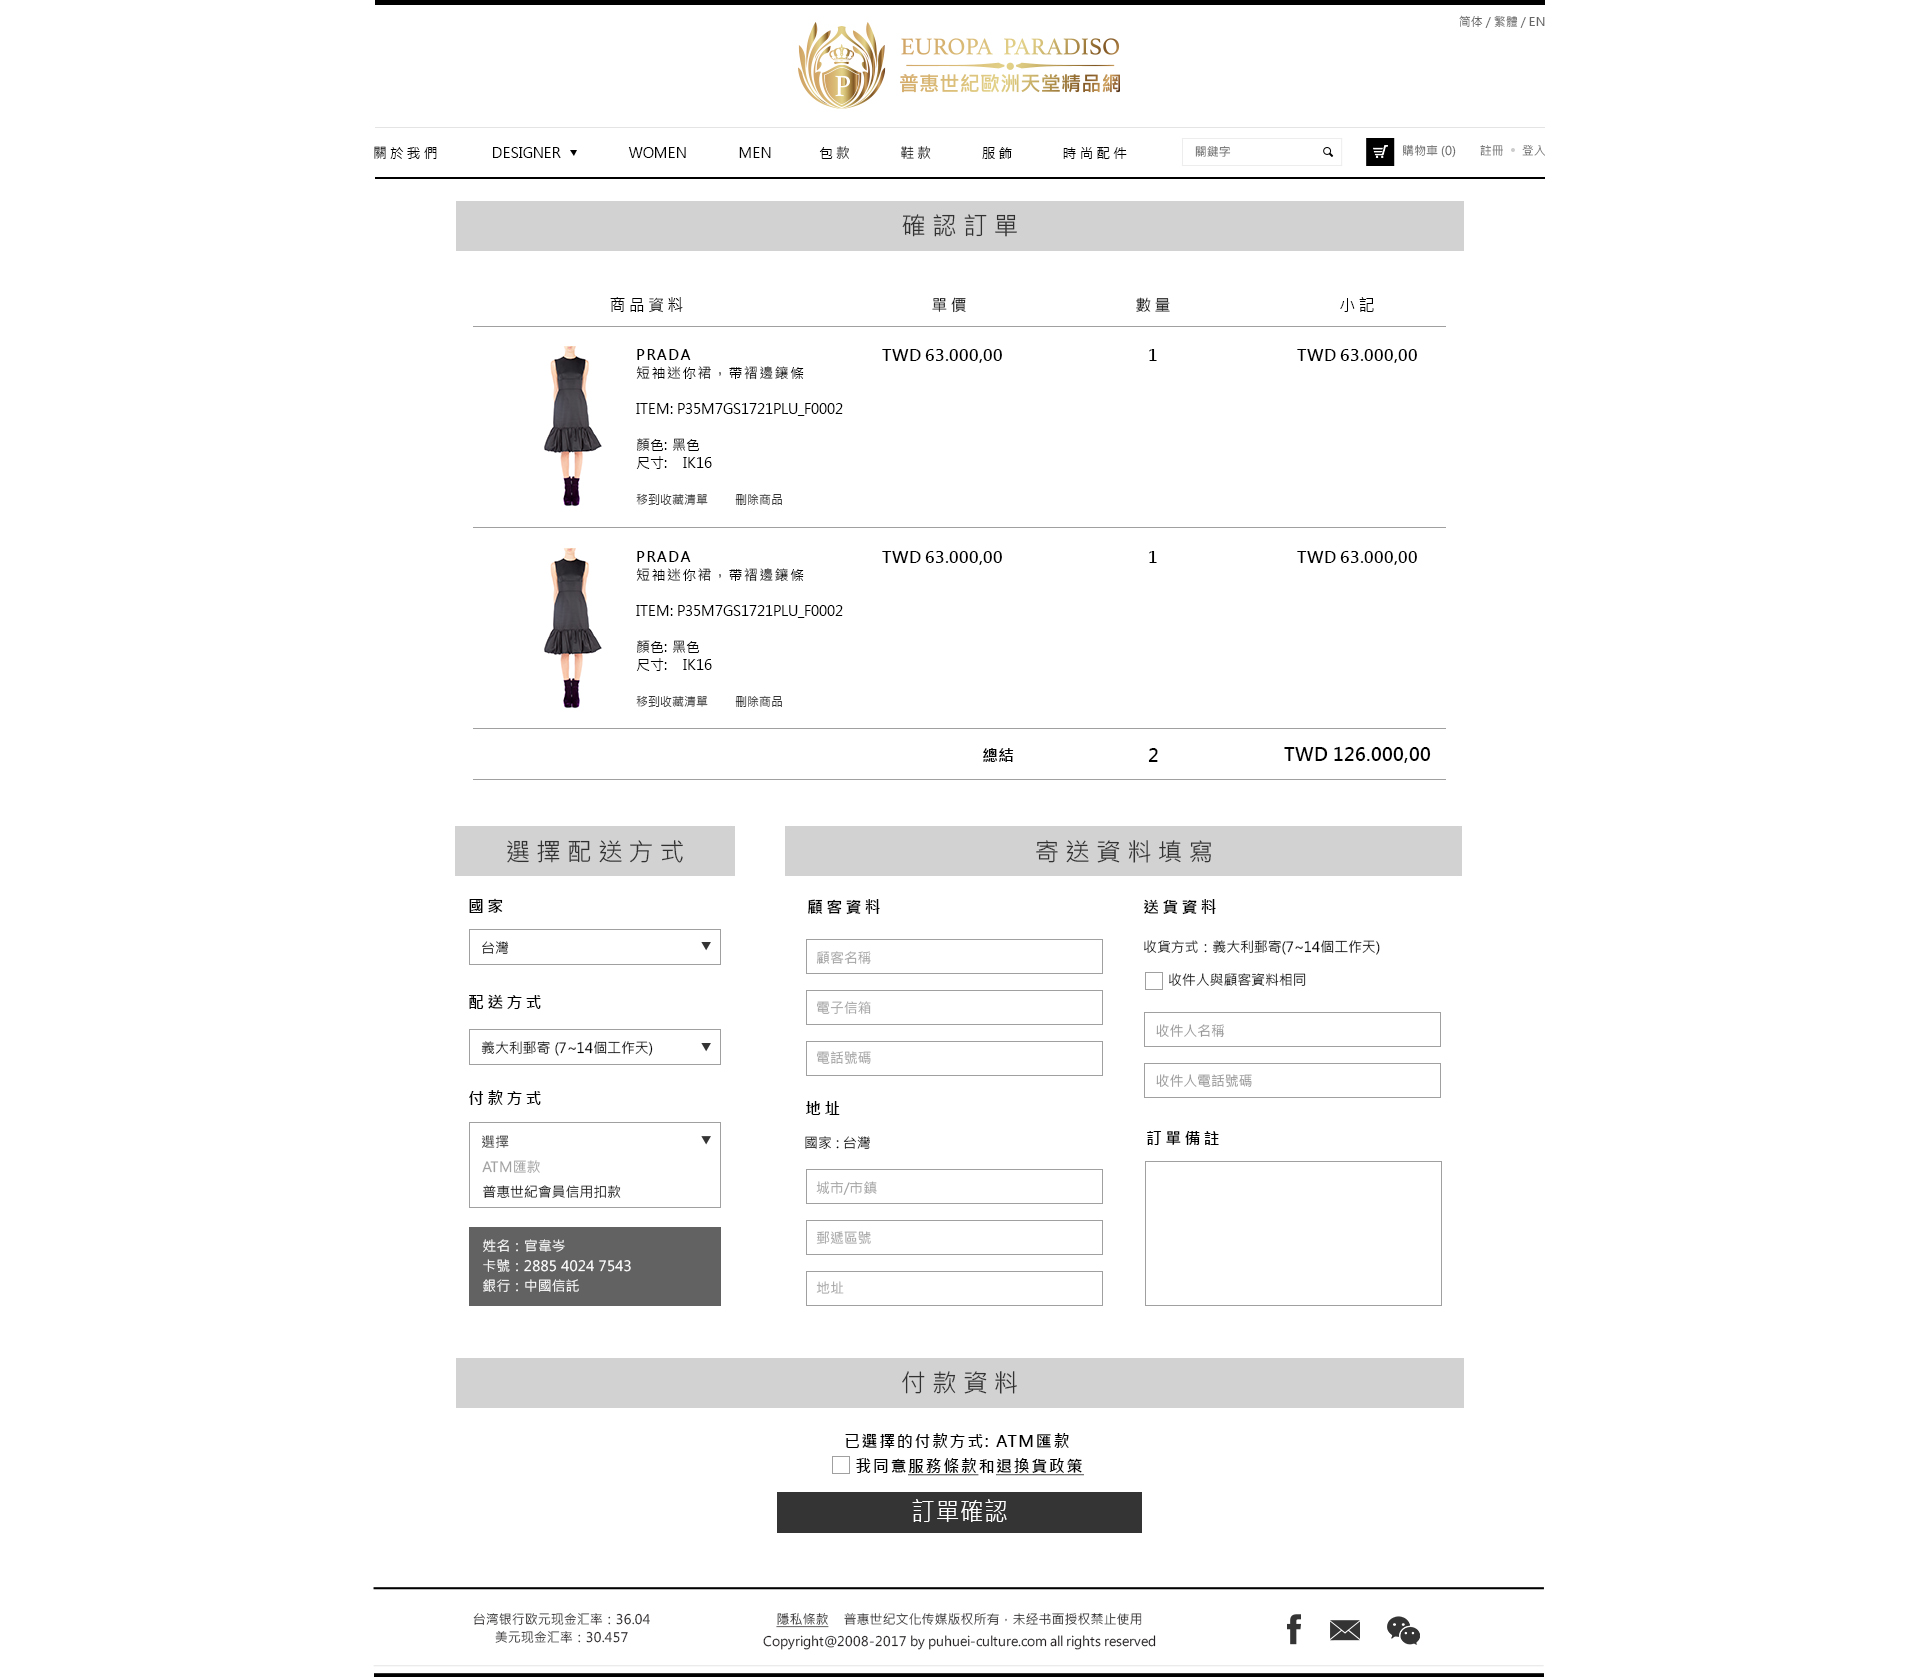 简体 / 繁體 / EN
EUROPA PARADISO
普惠世紀歐洲天堂精品網
P
關於我們 DESIGNER ▼ WOMEN MEN 包款 鞋款 服飾 時尚配件 關鍵字 購物車 (0) 註冊 • 登入
確認訂單
商品資料 單價 數量 小記
PRADA TWD 63.000,00 1 TWD 63.000,00
短袖迷你裙，帶褶邊鑲條
ITEM: P35M7GS1721PLU_F0002
顏色: 黑色
尺寸: IK16
移到收藏清單 刪除商品
PRADA TWD 63.000,00 1 TWD 63.000,00
短袖迷你裙，帶褶邊鑲條
ITEM: P35M7GS1721PLU_F0002
顏色: 黑色
尺寸: IK16
移到收藏清單 刪除商品
總結 2 TWD 126.000,00
選擇配送方式
國家
台灣 ▼
配送方式
義大利郵寄 (7~14個工作天) ▼
付款方式
選擇 ▼
ATM匯款
普惠世紀會員信用扣款
姓名：官韋岑
卡號：2885 4024 7543
銀行：中國信託
寄送資料填寫
顧客資料
顧客名稱
電子信箱
電話號碼
地址
國家 : 台灣
城市/市鎮
郵遞區號
地址
送貨資料
收貨方式：義大利郵寄(7~14個工作天)
收件人與顧客資料相同
收件人名稱
收件人電話號碼
訂單備註
付款資料
已選擇的付款方式: ATM匯款
我同意服務條款和退換貨政策
訂單確認
台湾银行欧元现金汇率：36.04
美元现金汇率：30.457
隱私條款 普惠世纪文化传媒版权所有．未经书面授权禁止使用
Copyright@2008-2017 by puhuei-culture.com all rights reserved